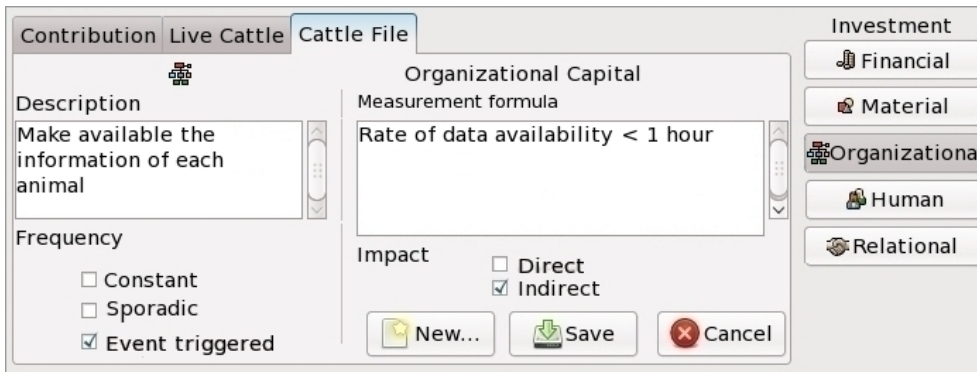 Contribution Live Cattle Cattle File
Organizational Capital
Description
Make available the
information of each
animal
Measurement formula
Rate of data availability < 1 hour
Frequency
Constant
Sporadic
Event triggered
Impact
Direct
Indirect
New... Save Cancel
Investment
Financial
Material
Organizationa
Human
Relational